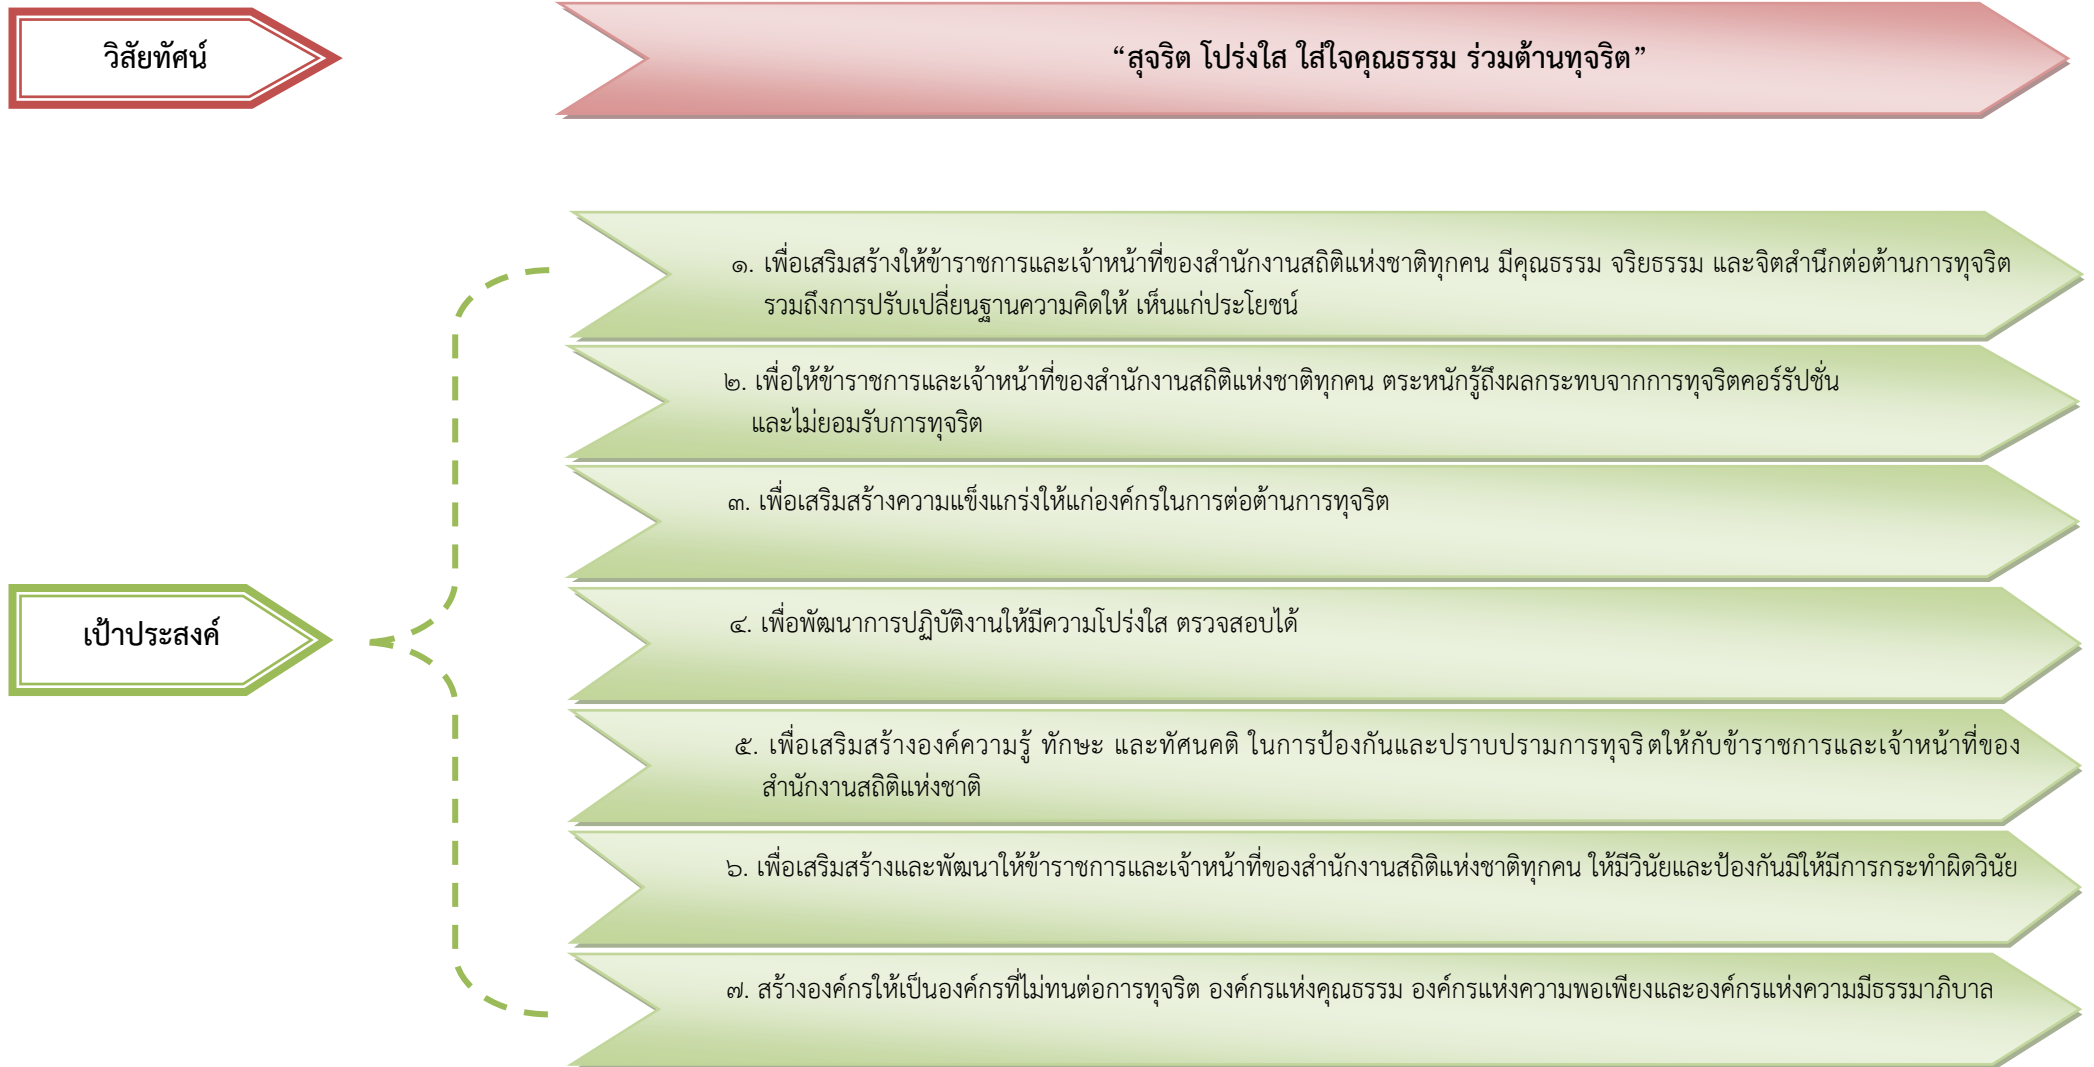 วิสัยทัศน์
“สุจริต โปร่งใส ใส่ใจคุณธรรม ร่วมต้านทุจริต”
๑. เพื่อเสริมสร้างให้ข้าราชการและเจ้าหน้าที่ของสำนักงานสถิติแห่งชาติทุกคน มีคุณธรรม จริยธรรม และจิตสำนึกต่อต้านการทุจริต
รวมถึงการปรับเปลี่ยนฐานความคิดให้ เห็นแก่ประโยชน์
๒. เพื่อให้ข้าราชการและเจ้าหน้าที่ของสำนักงานสถิติแห่งชาติทุกคน ตระหนักรู้ถึงผลกระทบจากการทุจริตคอร์รัปชั่น
และไม่ยอมรับการทุจริต
๓. เพื่อเสริมสร้างความแข็งแกร่งให้แก่องค์กรในการต่อต้านการทุจริต
เป้าประสงค์
๔. เพื่อพัฒนาการปฏิบัติงานให้มีความโปร่งใส ตรวจสอบได้
๕. เพื่อเสริมสร้างองค์ความรู้ ทักษะ และทัศนคติ ในการป้องกันและปราบปรามการทุจริตให้กับข้าราชการและเจ้าหน้าที่ของ
สำนักงานสถิติแห่งชาติ
๖. เพื่อเสริมสร้างและพัฒนาให้ข้าราชการและเจ้าหน้าที่ของสำนักงานสถิติแห่งชาติทุกคน ให้มีวินัยและป้องกันมิให้มีการกระทำผิดวินัย
๗. สร้างองค์กรให้เป็นองค์กรที่ไม่ทนต่อการทุจริต องค์กรแห่งคุณธรรม องค์กรแห่งความพอเพียงและองค์กรแห่งความมีธรรมาภิบาล